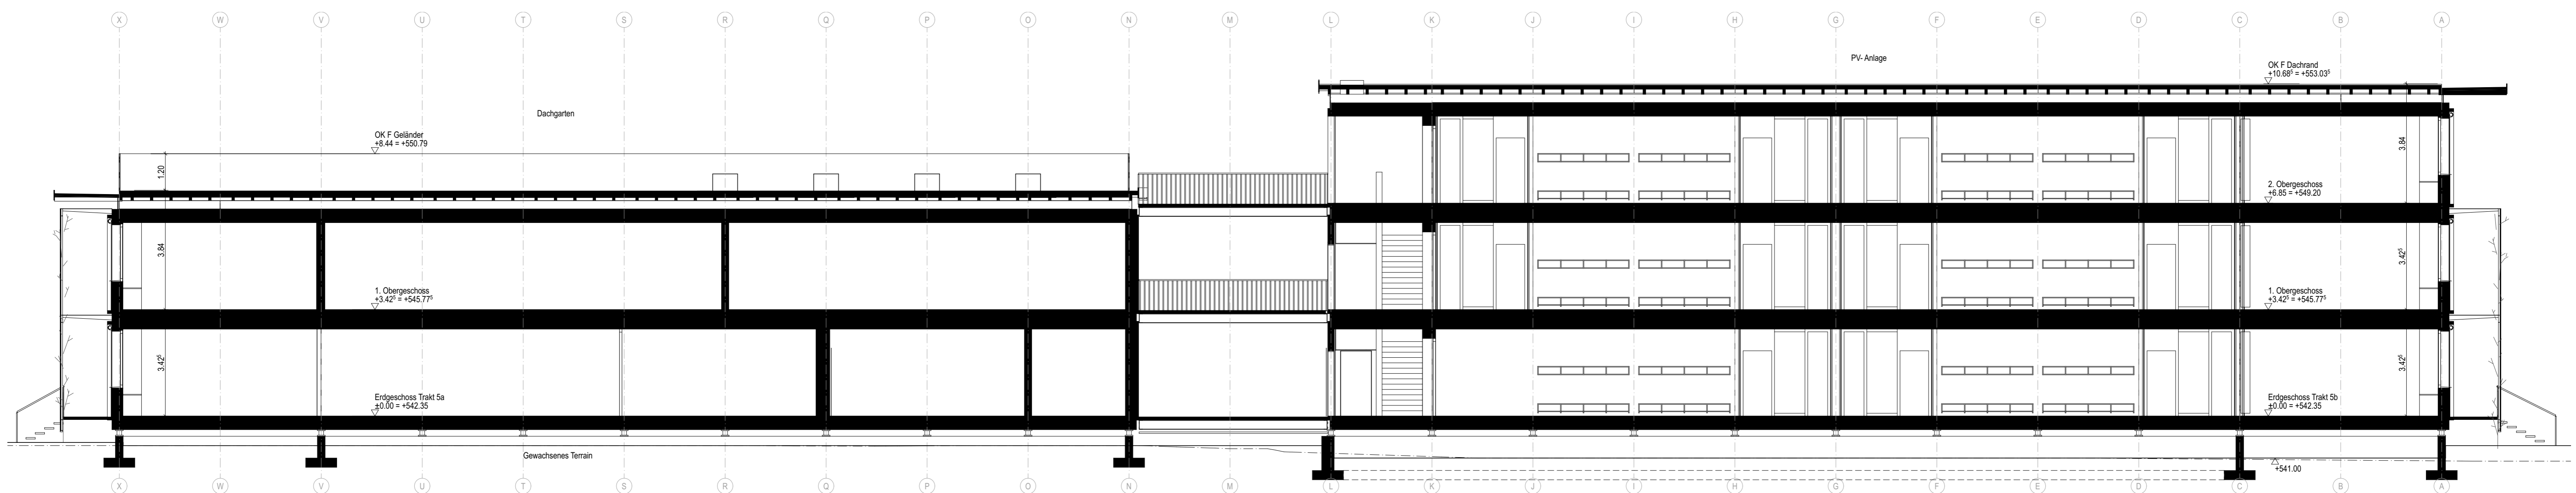 X W V U T S R Q P O N M L K J I H G F E D C B A
PV- Anlage
OK F Dachrand
+10.68⁵ = +553.03⁵
Dachgarten
OK F Geländer
+8.44 = +550.79
1.20
3.84
2. Obergeschoss
+6.85 = +549.20
3.84
3.42⁵
1. Obergeschoss
+3.42⁵ = +545.77⁵
1. Obergeschoss
+3.42⁵ = +545.77⁵
3.42⁵
3.42⁵
Erdgeschoss Trakt 5a
±0.00 = +542.35
Erdgeschoss Trakt 5b
±0.00 = +542.35
Gewachsenes Terrain
+541.00
X W V U T S R Q P O N M L K J I H G F E D C B A